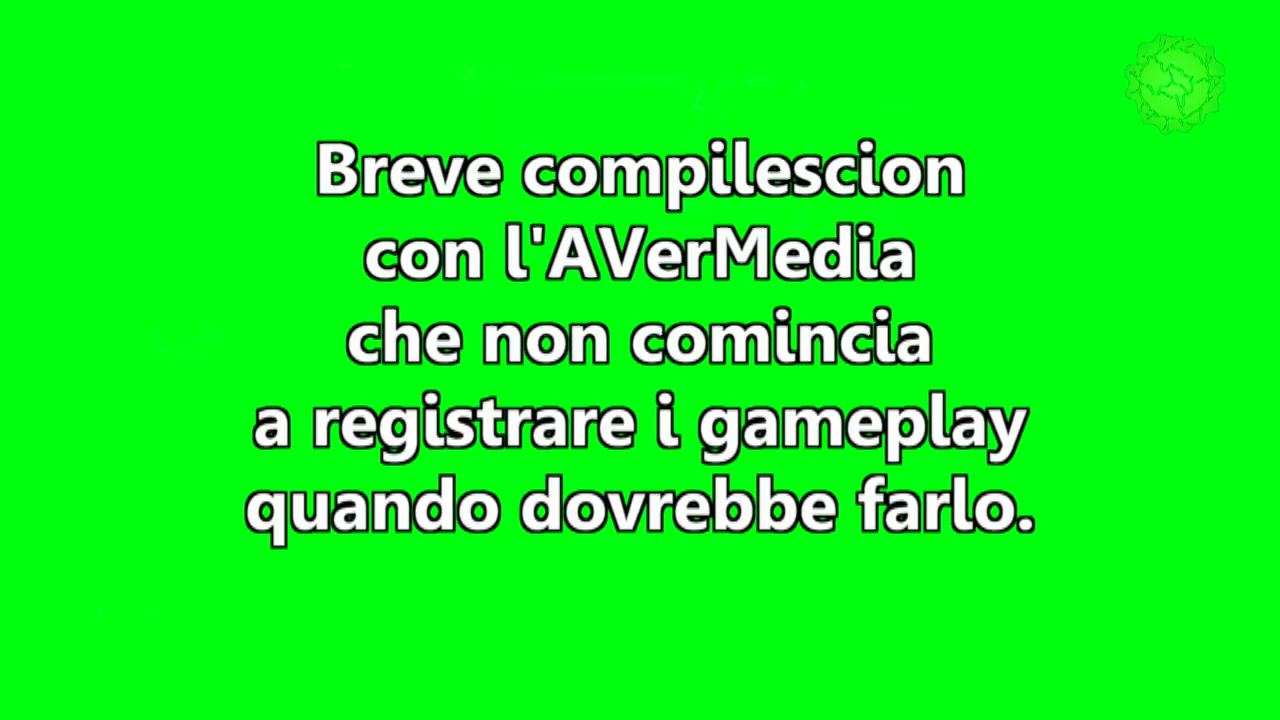 Breve compilescion
con l'AVerMedia
che non comincia
a registrare i gameplay
quando dovrebbe farlo.